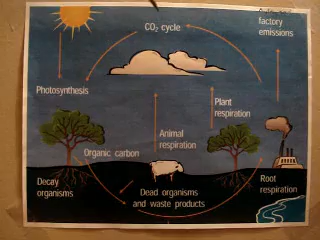 CO₂ cycle
factory
emissions
Photosynthesis
Plant
respiration
Animal
respiration
Organic carbon
Decay
organisms
Dead organisms
and waste products
Root
respiration